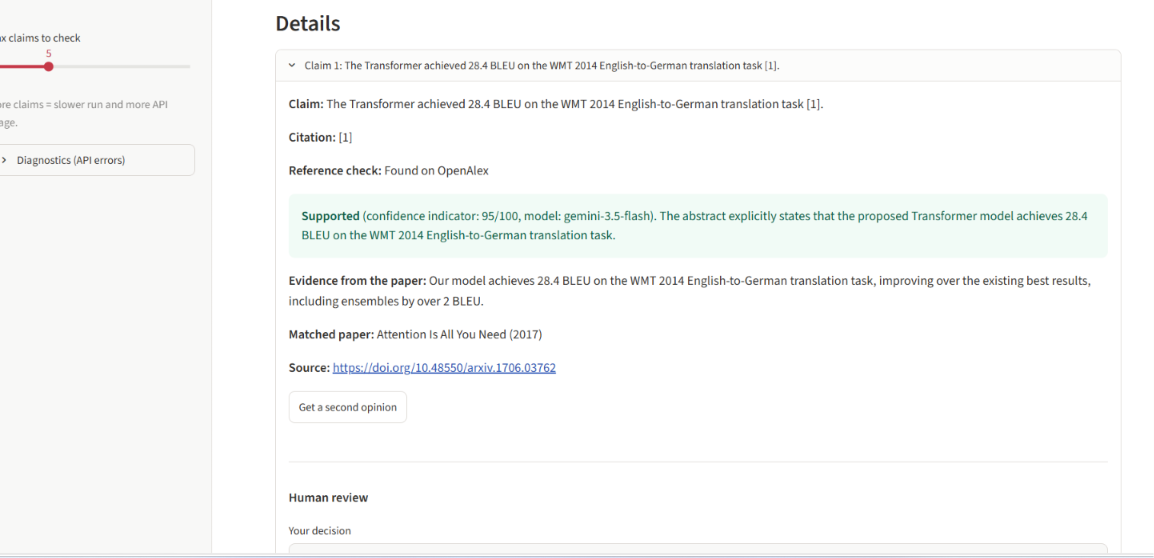 Details
x claims to check
5
ore claims = slower run and more API
age.
Diagnostics (API errors)
Claim 1: The Transformer achieved 28.4 BLEU on the WMT 2014 English-to-German translation task [1].
Claim: The Transformer achieved 28.4 BLEU on the WMT 2014 English-to-German translation task [1].
Citation: [1]
Reference check: Found on OpenAlex
Supported (confidence indicator: 95/100, model: gemini-3.5-flash). The abstract explicitly states that the proposed Transformer model achieves 28.4
BLEU on the WMT 2014 English-to-German translation task.
Evidence from the paper: Our model achieves 28.4 BLEU on the WMT 2014 English-to-German translation task, improving over the existing best results,
including ensembles by over 2 BLEU.
Matched paper: Attention Is All You Need (2017)
Source: https://doi.org/10.48550/arxiv.1706.03762
Get a second opinion
Human review
Your decision